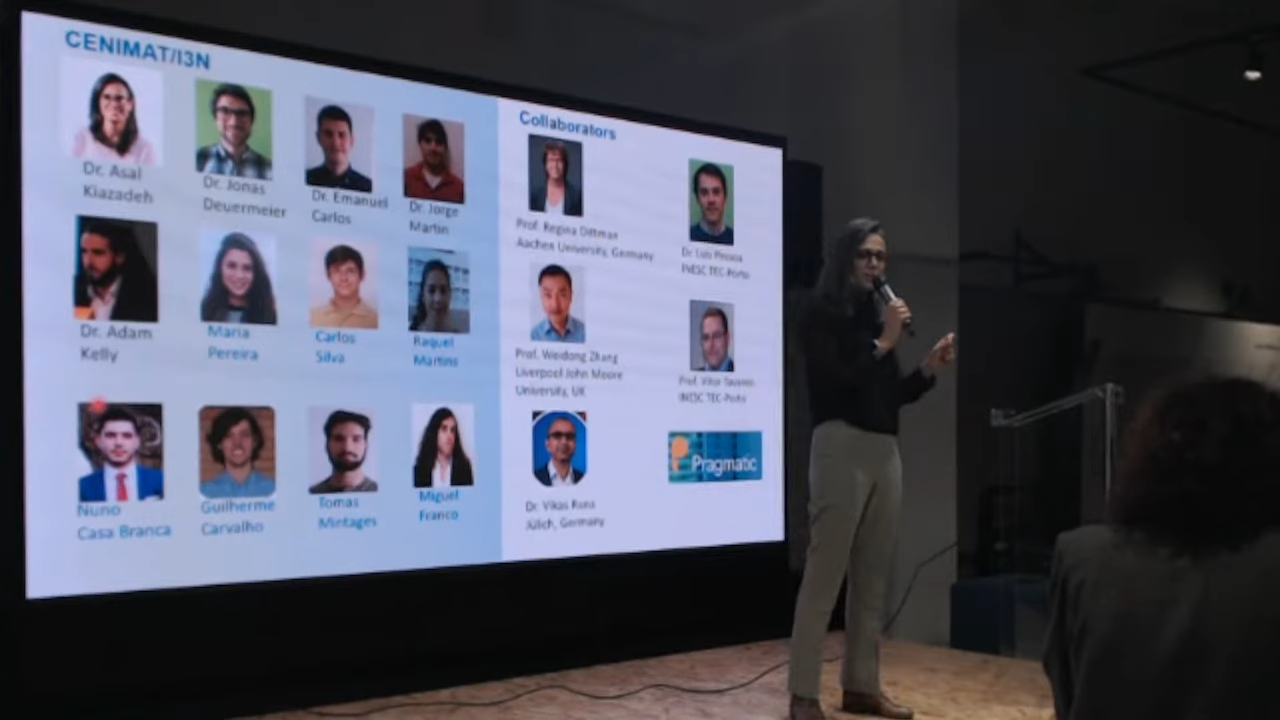 CENIMAT/I3N
Dr. Asal
Kiazadeh
Dr. Jonas
Deuermeier
Dr. Emanuel
Carlos
Dr. Jorge
Martin
Dr. Adam
Kelly
Maria
Pereira
Carlos
Silva
Raquel
Martins
Nuno
Casa Branca
Guilherme
Carvalho
Tomas
Mintages
Miguel
Franco
Collaborators
Prof. Regina Dittman
Aachen University, Germany
Dr. Luis Pessoa
INESC TEC-Porto
Prof. Weidong Zhang
Liverpool John Moore
University, UK
Prof. Vitor Tavares
INESC TEC-Porto
Dr. Vikas Rana
Jülich, Germany
Pragmatic